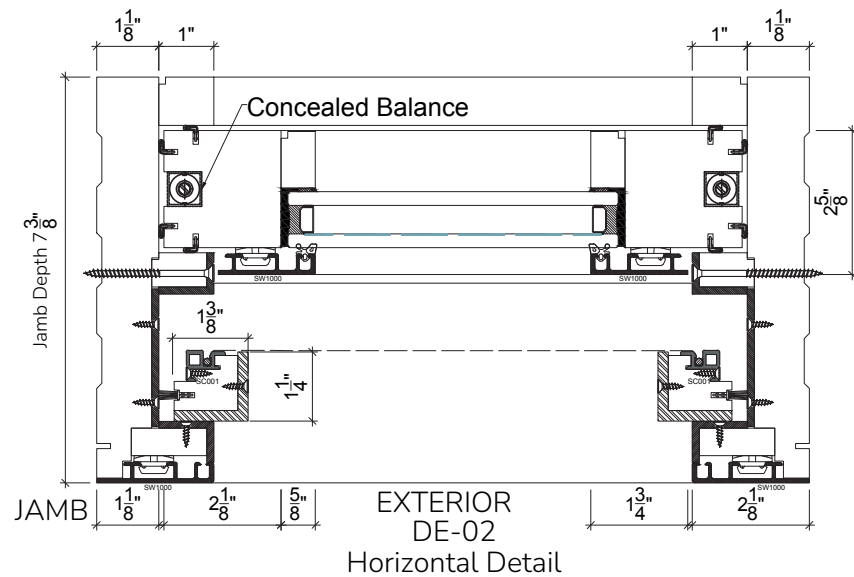 1 1/8"
1"
1"
1 1/8"
Concealed Balance
Jamb Depth 7 3/8"
2 5/8"
SW1000
SW1000
1 3/8"
1 1/4"
SC001
SC001
SW1000
SW1000
JAMB
1 1/8"
2 1/8"
5/8"
EXTERIOR
1 3/4"
2 1/8"
DE-02
Horizontal Detail